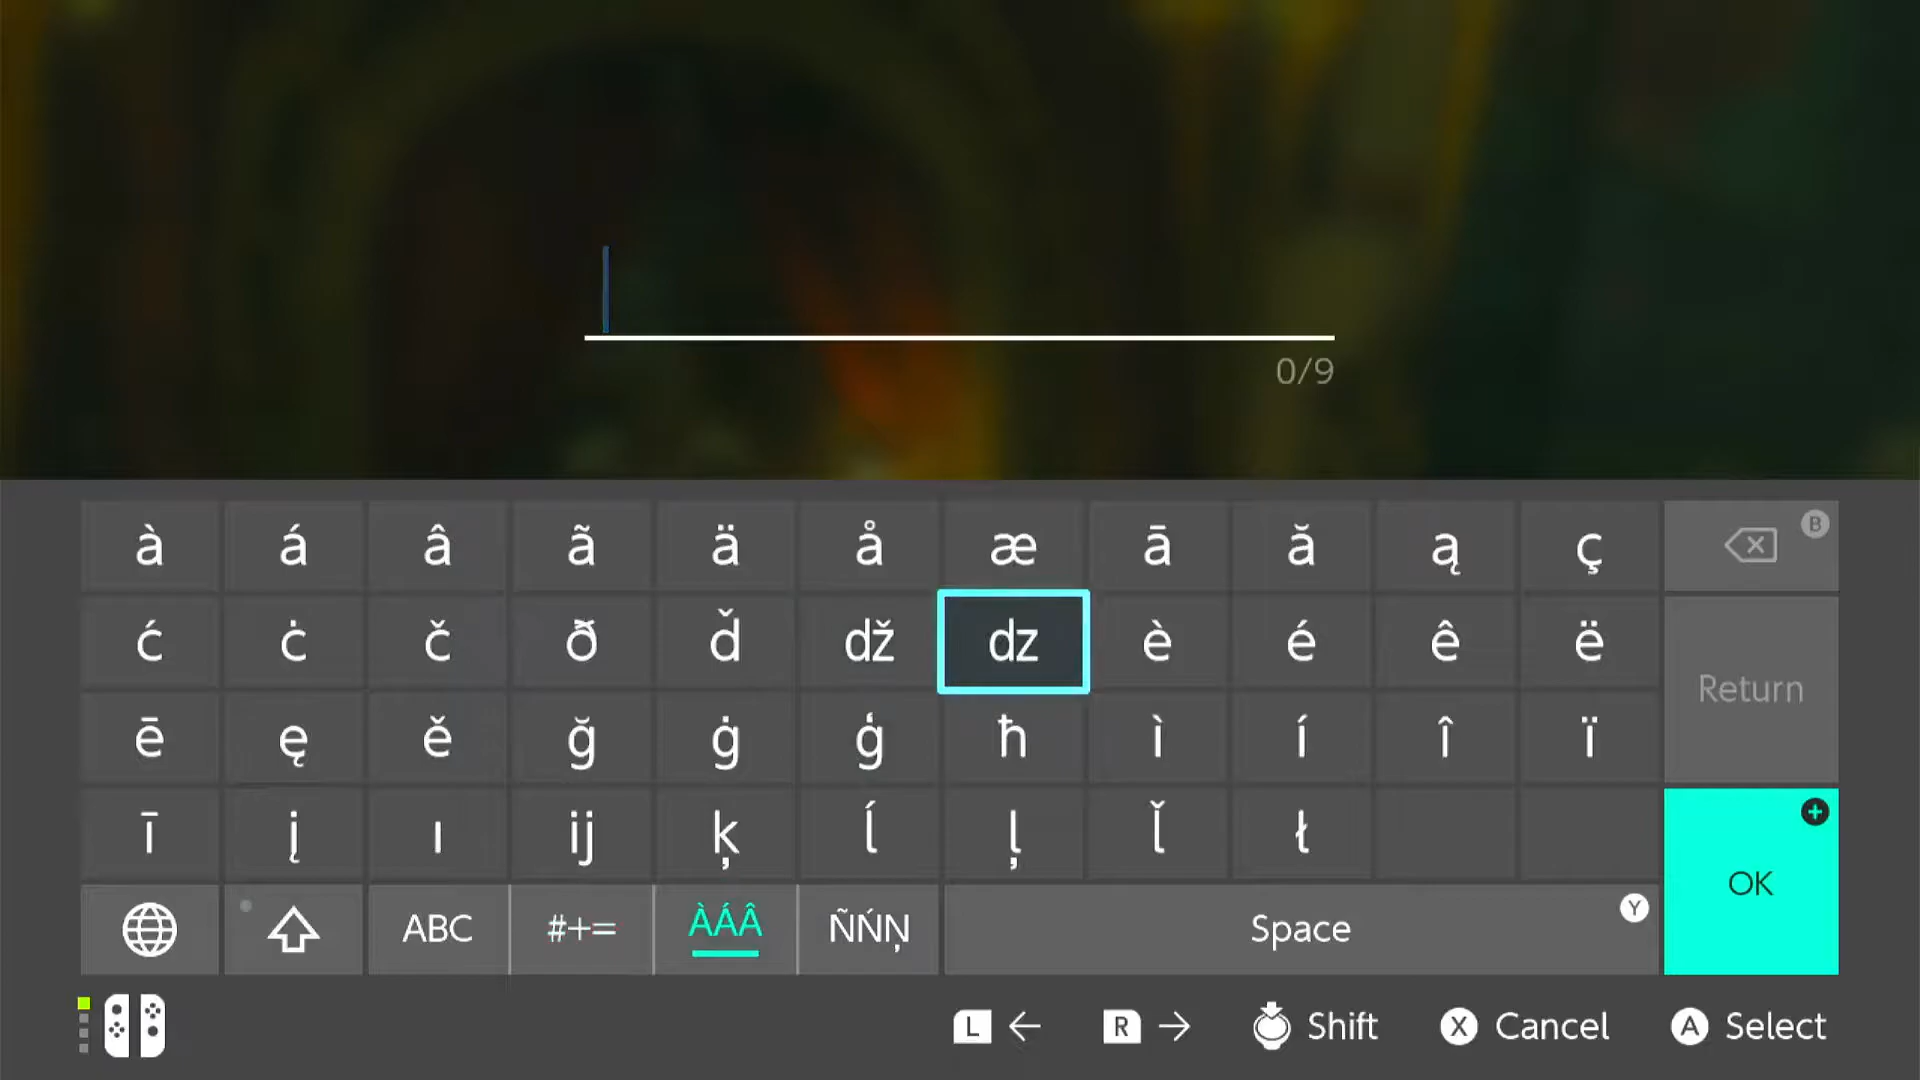 0/9
à á â ã ä å æ ā ă ą ç B
ć ċ č ð ď dž dz è é ê ë
Return
ē ę ě ğ ġ ģ ħ ì í î ï
ī į ı ij ķ ĺ ļ ľ ł
OK
ABC #+= ÀÁÂ ÑŃŅ Space Y
L ← R → Shift X Cancel A Select